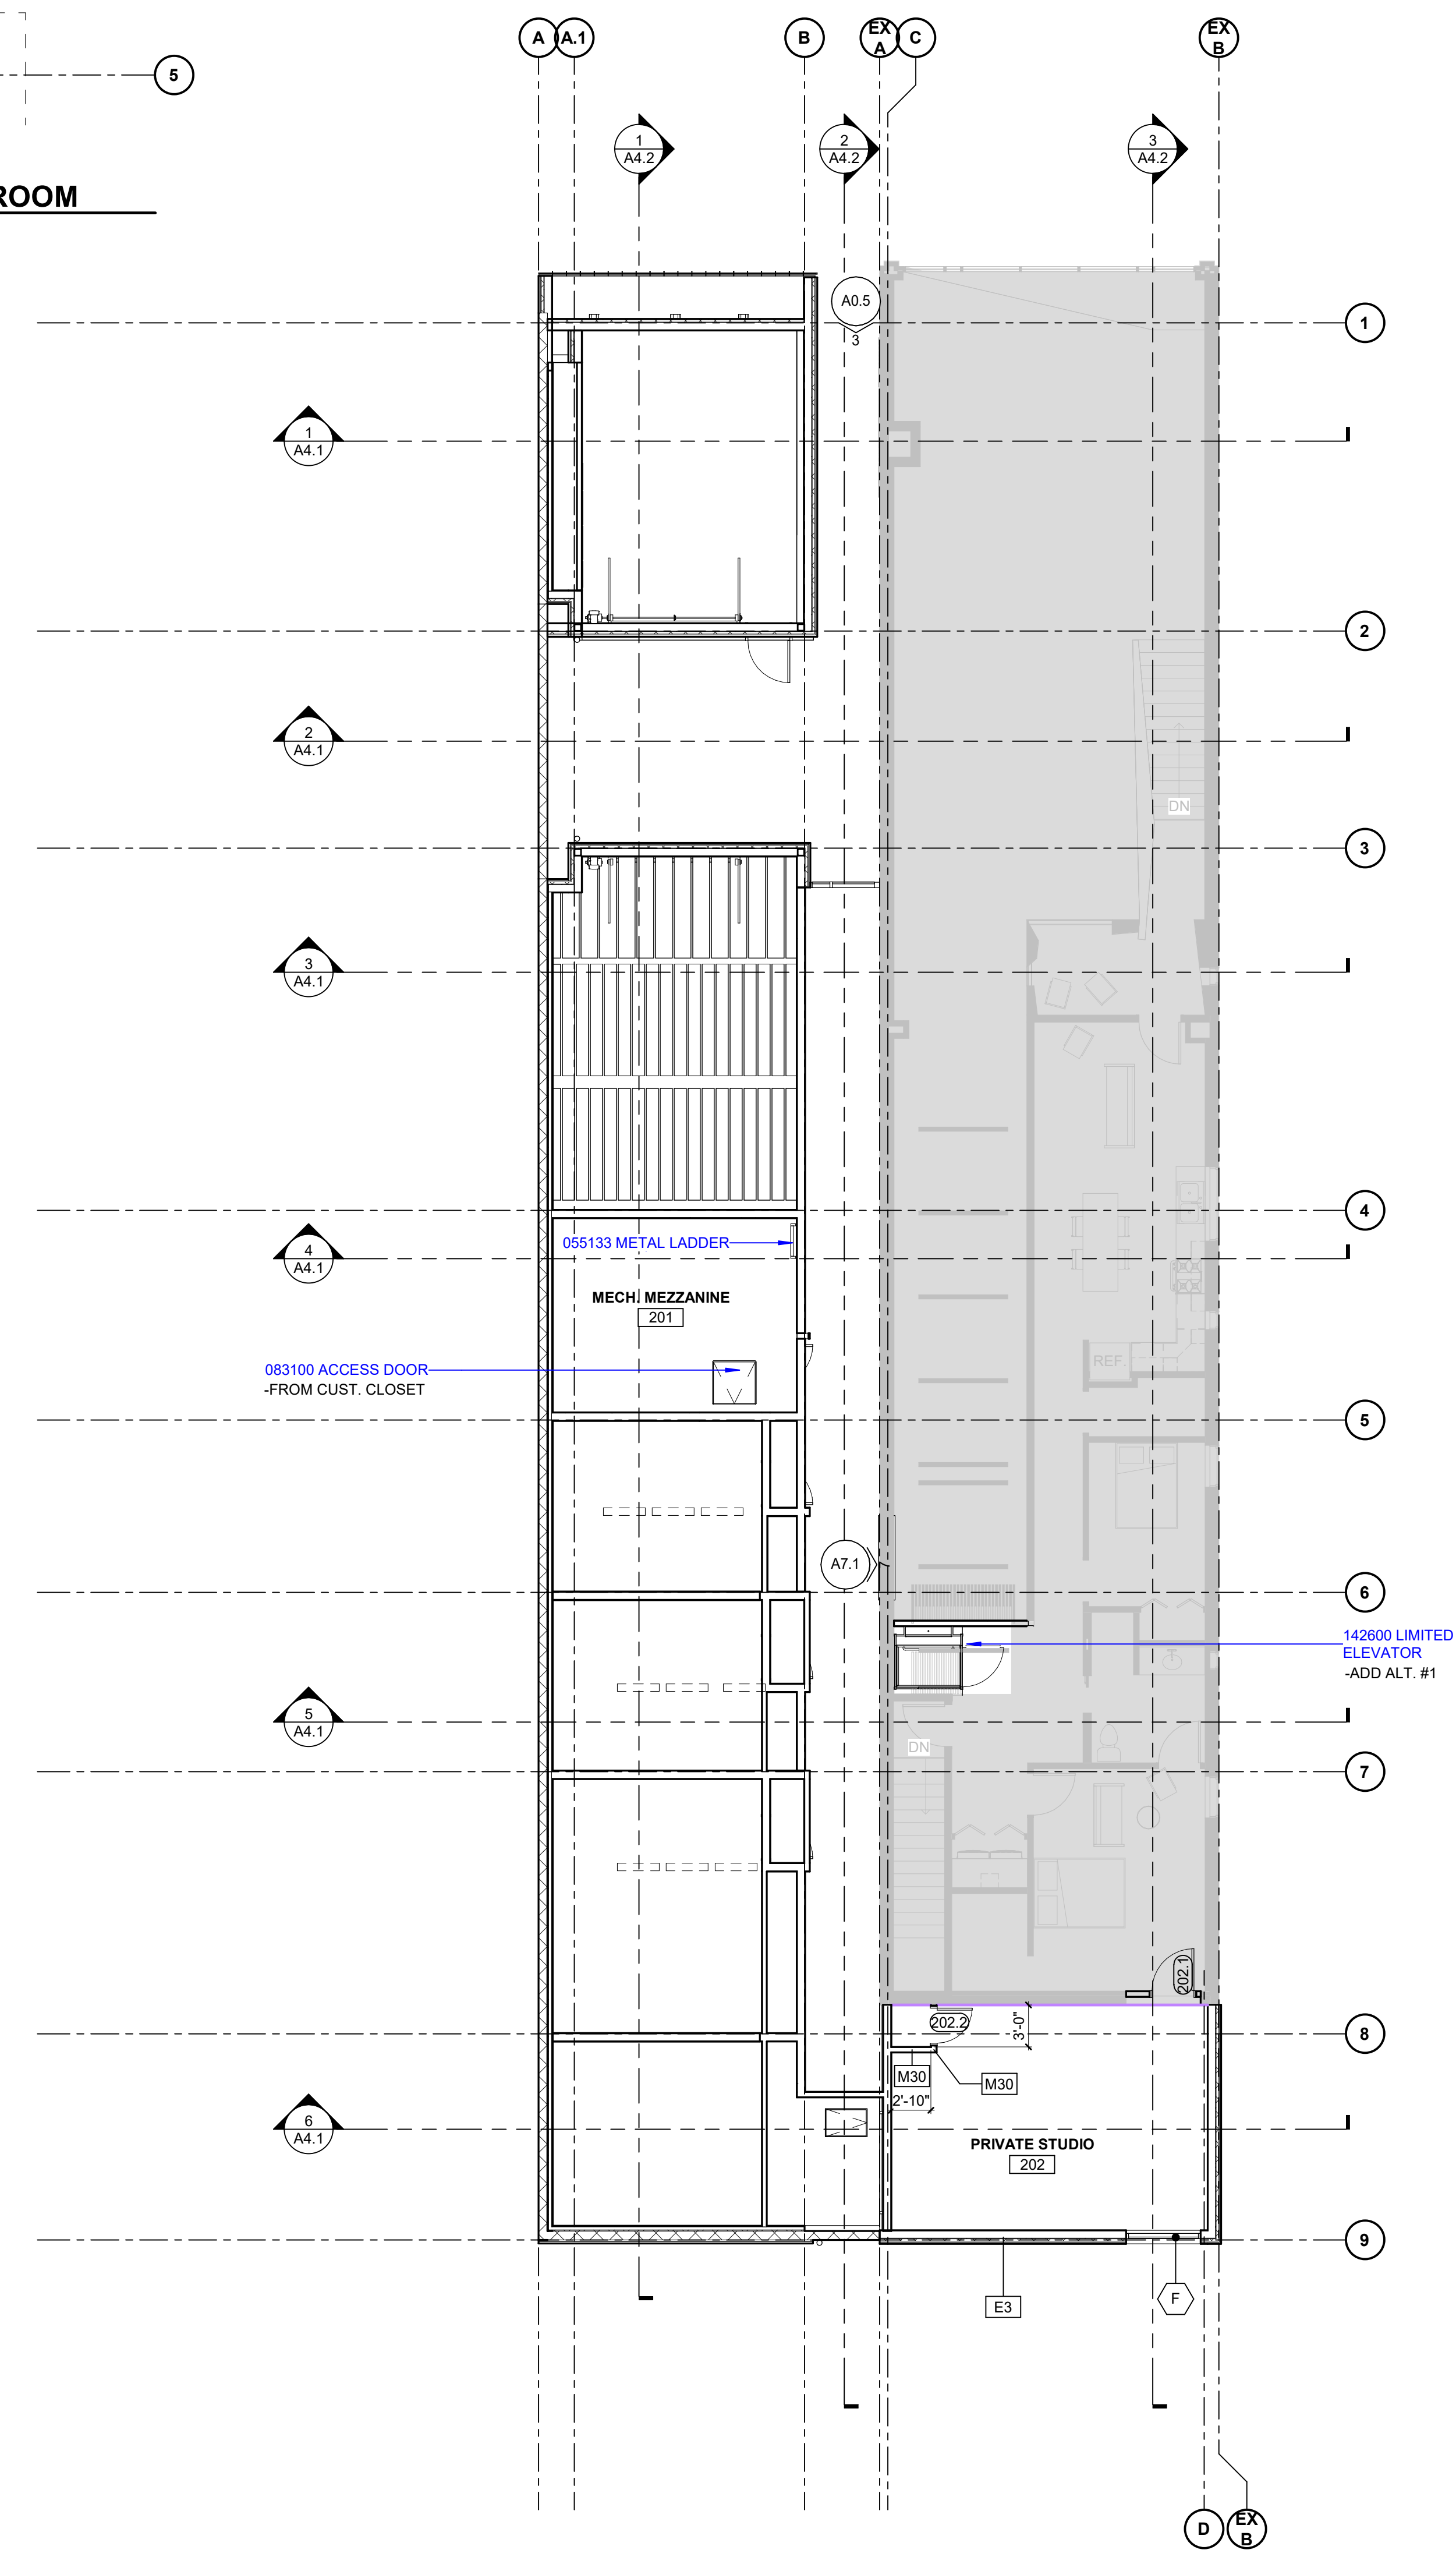 A
A.1
B
EX
A
C
EX
B
5
1
A4.2
2
A4.2
3
A4.2
ROOM
A0.5
3
1
1
A4.1
2
2
A4.1
DN
3
3
A4.1
4
055133 METAL LADDER
4
A4.1
MECH. MEZZANINE
201
REF.
083100 ACCESS DOOR
-FROM CUST. CLOSET
5
A7.1
6
142600 LIMITED
ELEVATOR
-ADD ALT. #1
5
A4.1
DN
7
202.1
202.2
3'-0"
8
M30
M30
2'-10"
6
A4.1
PRIVATE STUDIO
202
9
E3
F
D
EX
B